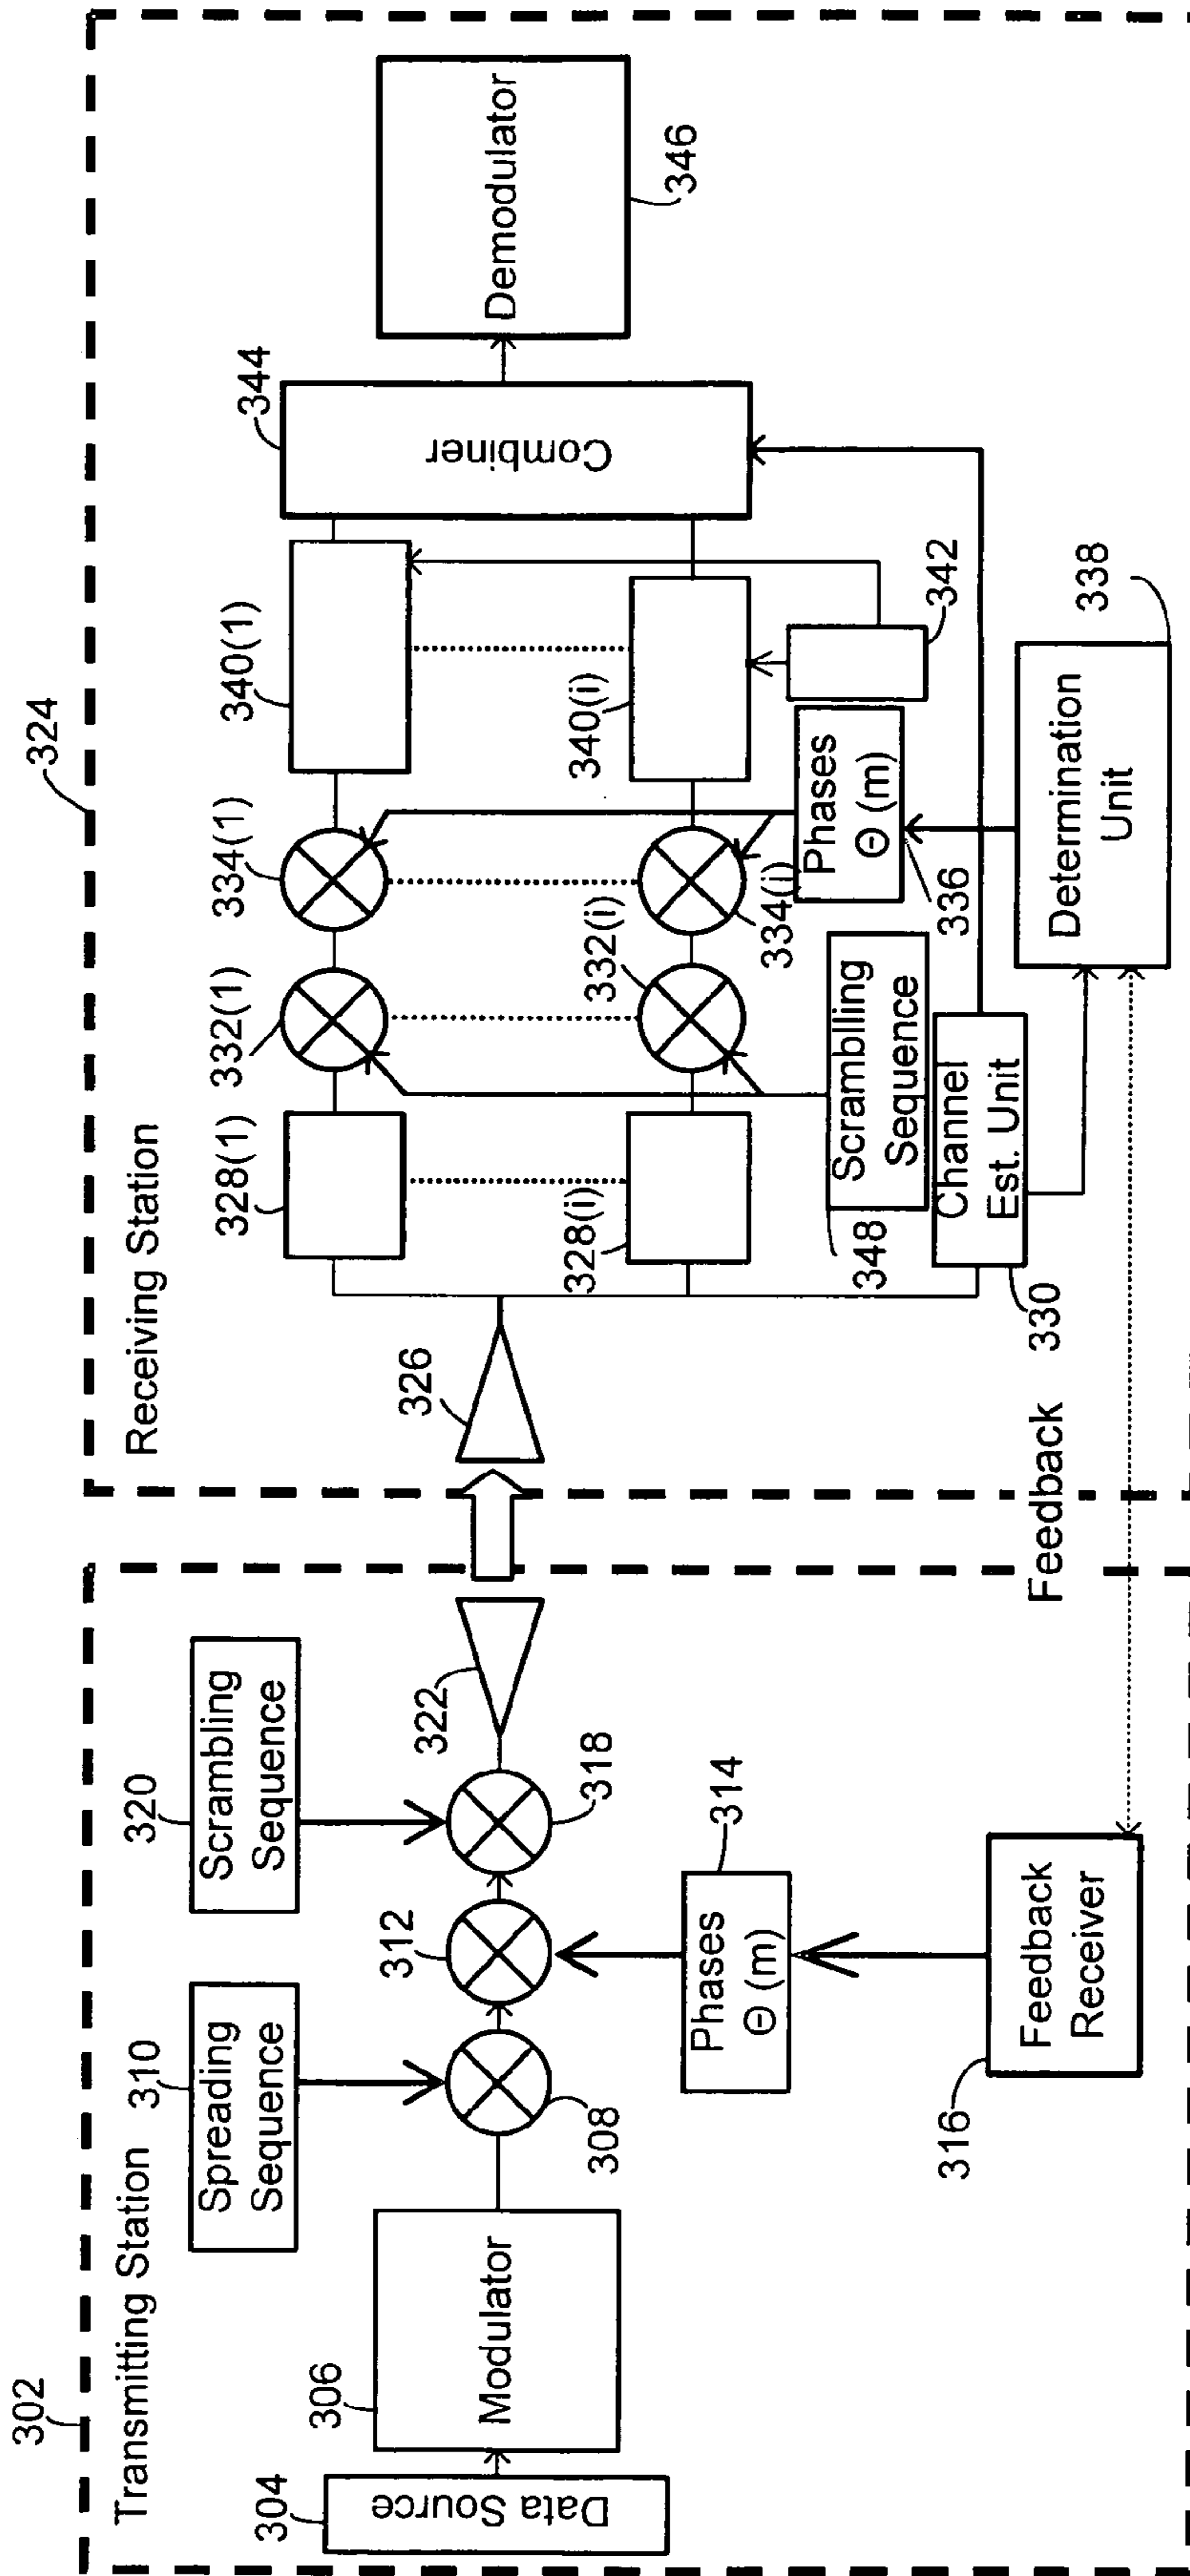 302
Transmitting Station
304
Data Source
306
Modulator
310
Spreading
Sequence
308
312
320
Scrambling
Sequence
318
322
314
Phases
Θ (m)
316
Feedback
Receiver
Feedback
324
Receiving Station
326
328(1)
328(i)
332(1)
332(i)
334(1)
334(i)
340(1)
340(i)
344
Combiner
Demodulator
346
342
Phases
Θ (m)
336
Scramblling
Sequence
348
Channel
Est. Unit
330
Determination
Unit
338